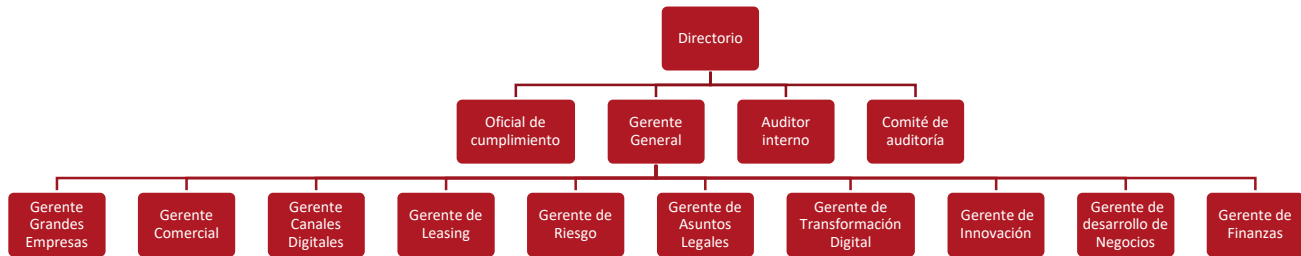 Directorio
Oficial de
cumplimiento
Gerente
General
Auditor
interno
Comité de
auditoría
Gerente
Grandes
Empresas
Gerente
Comercial
Gerente
Canales
Digitales
Gerente de
Leasing
Gerente de
Riesgo
Gerente de
Asuntos
Legales
Gerente de
Transformación
Digital
Gerente de
Innovación
Gerente de
desarrollo de
Negocios
Gerente de
Finanzas